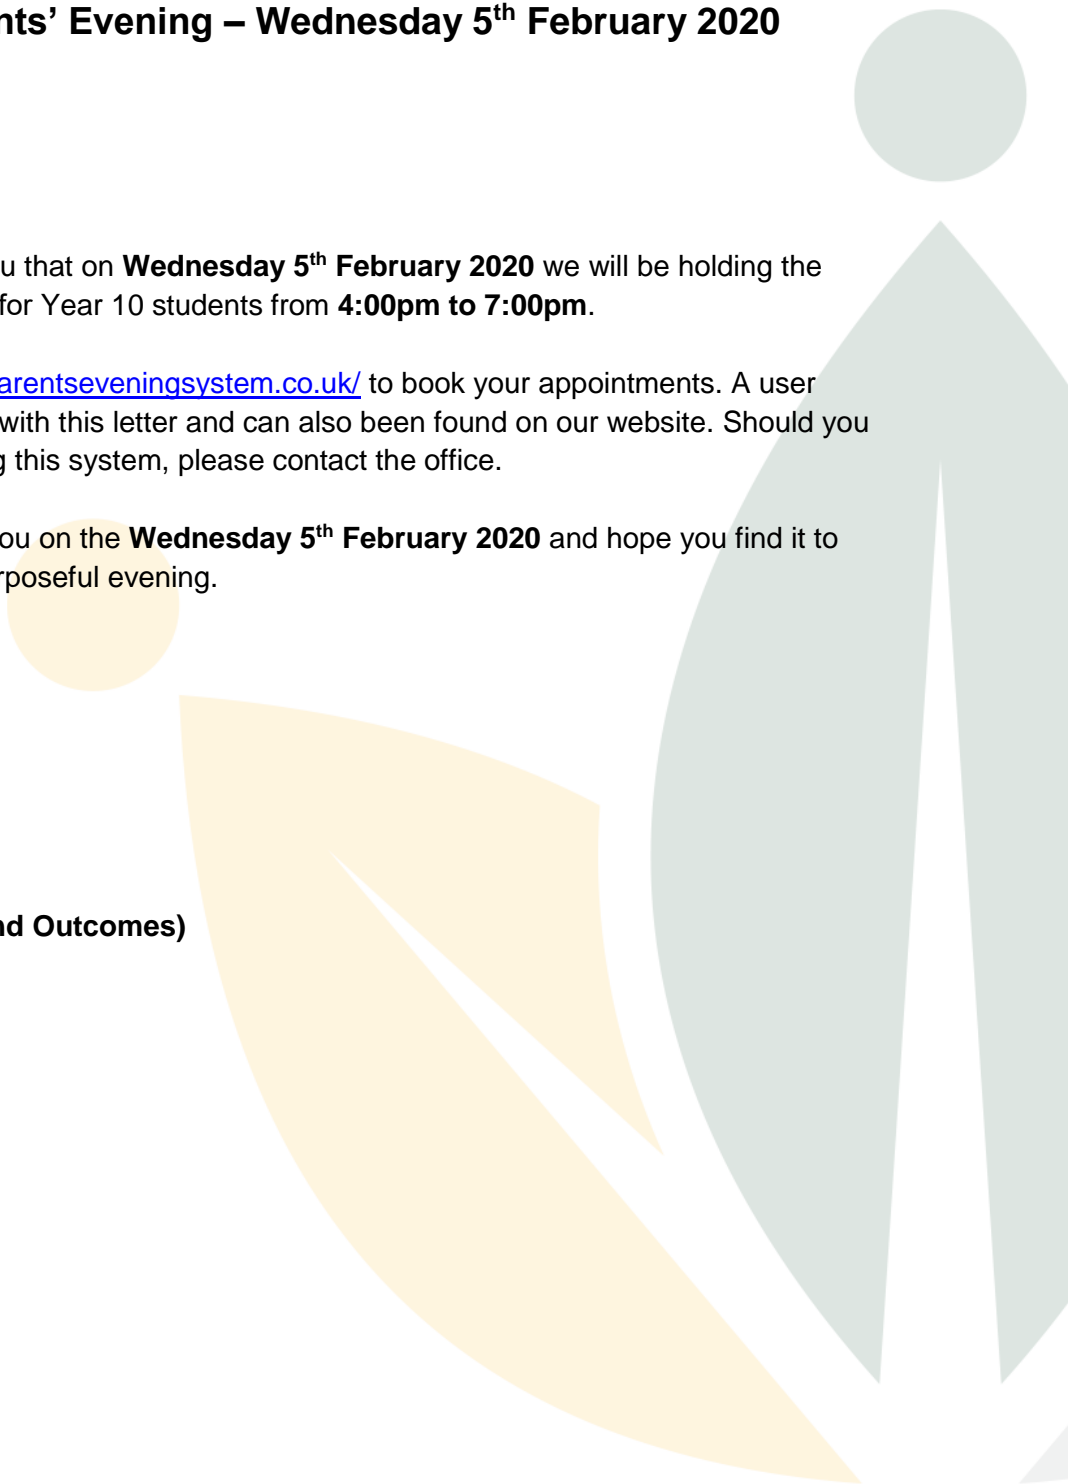 nts’ Evening – Wednesday 5th February 2020
u that on Wednesday 5th February 2020 we will be holding the
for Year 10 students from 4:00pm to 7:00pm.
arentseveningsystem.co.uk/ to book your appointments. A user
with this letter and can also been found on our website. Should you
g this system, please contact the office.
ou on the Wednesday 5th February 2020 and hope you find it to
rposeful evening.
nd Outcomes)